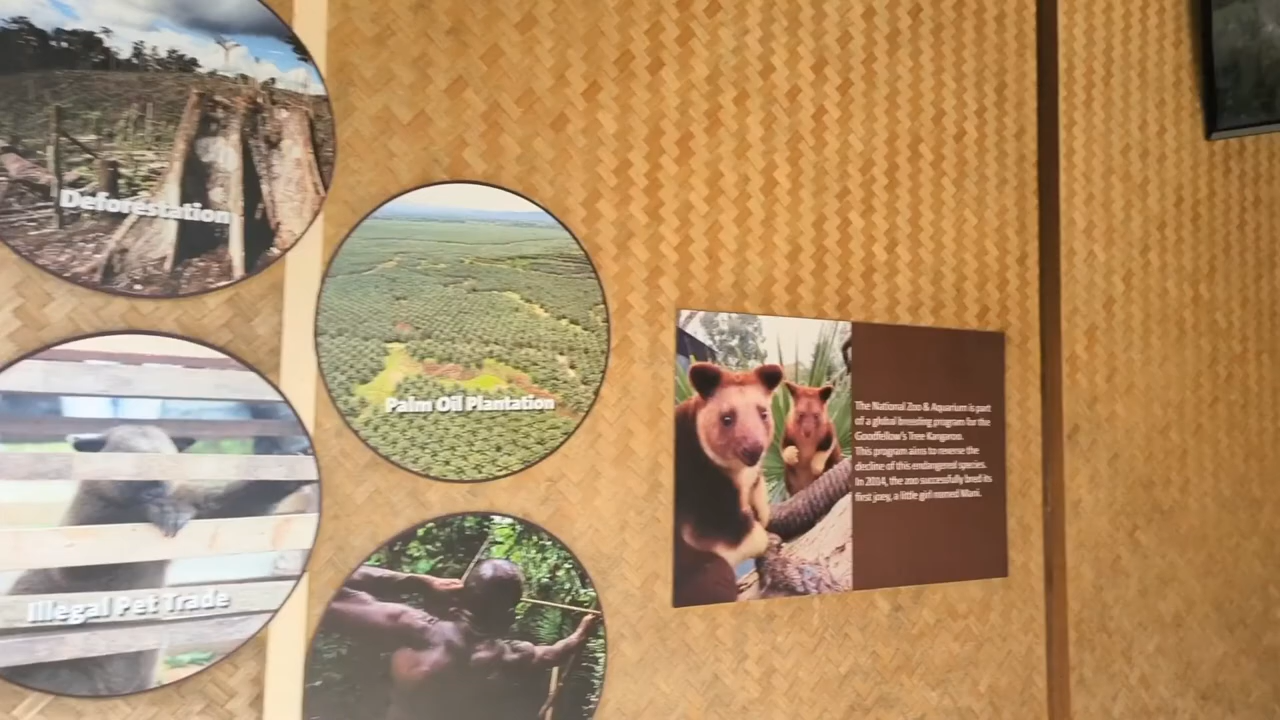 Deforestation
Palm Oil Plantation
Illegal Pet Trade
The National Zoo & Aquarium is part
of a global breeding program for the
Goodfellow's Tree Kangaroo.
This program aims to reverse the
decline of this endangered species.
In 2014, the zoo successfully bred its
first joey, a little girl named Mani.